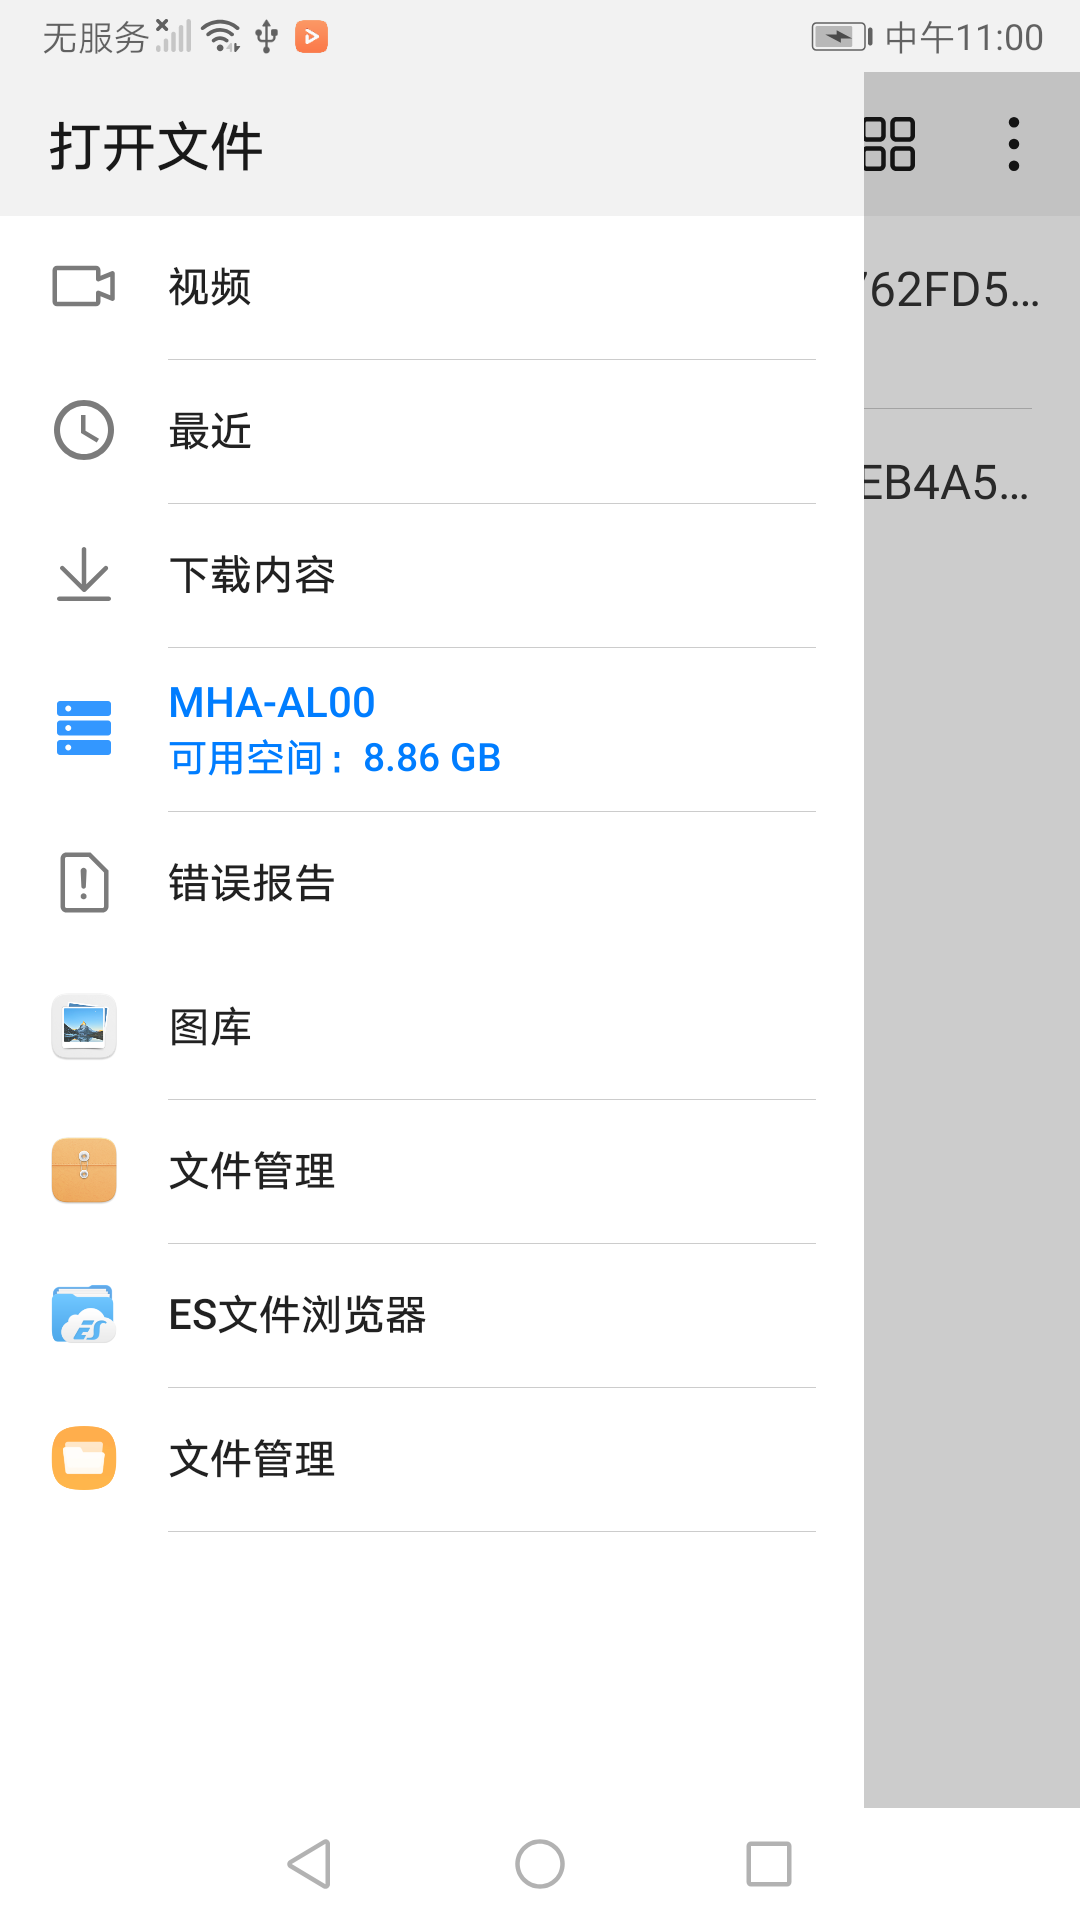 无服务
中午11:00
打开文件
762FD5...
EB4A5...
视频
最近
下载内容
MHA-AL00
可用空间：8.86 GB
错误报告
图库
文件管理
ES文件浏览器
文件管理